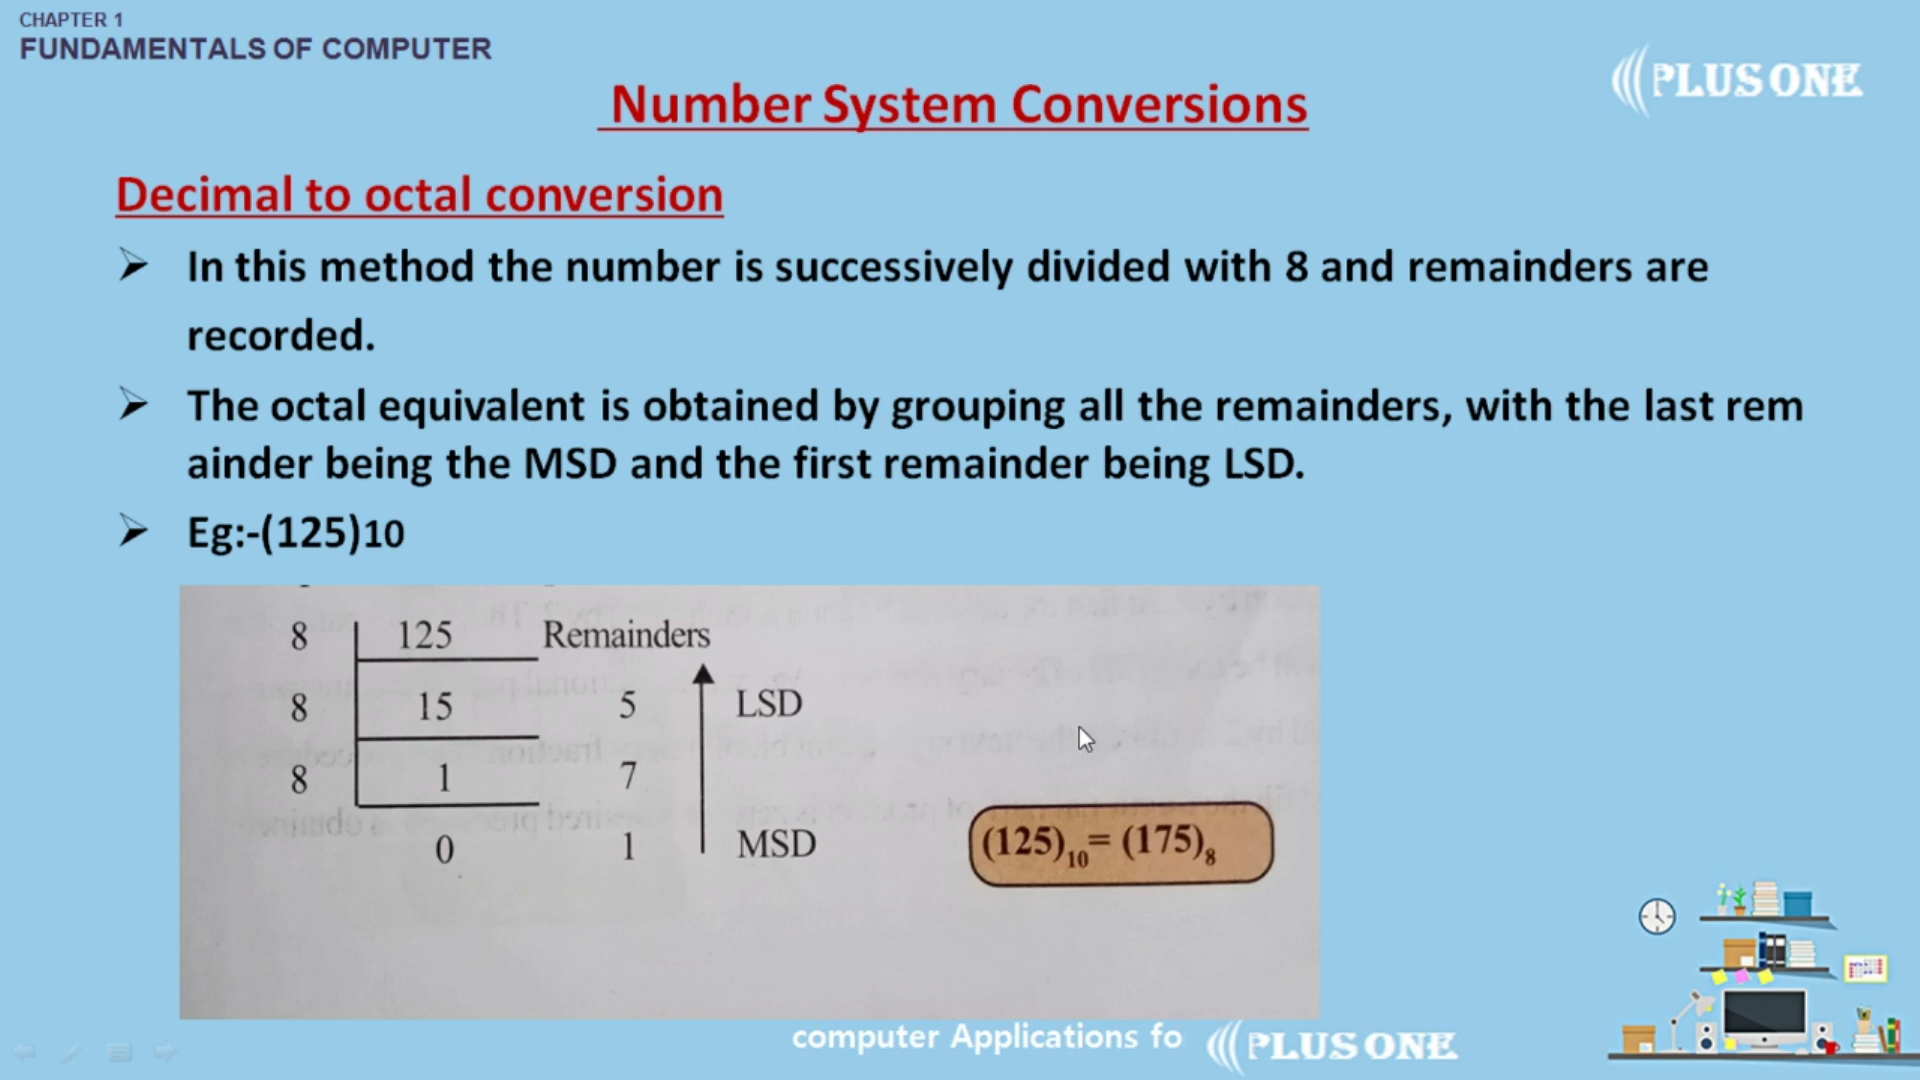 CHAPTER 1
FUNDAMENTALS OF COMPUTER
PLUS ONE
Number System Conversions
Decimal to octal conversion
➢ In this method the number is successively divided with 8 and remainders are
recorded.
➢ The octal equivalent is obtained by grouping all the remainders, with the last rem
ainder being the MSD and the first remainder being LSD.
➢ Eg:-(125)10
8 125 Remainders
8 15 5 LSD
8 1 7
0 1 MSD
(125)₁₀= (175)₈
computer Applications fo PLUS ONE